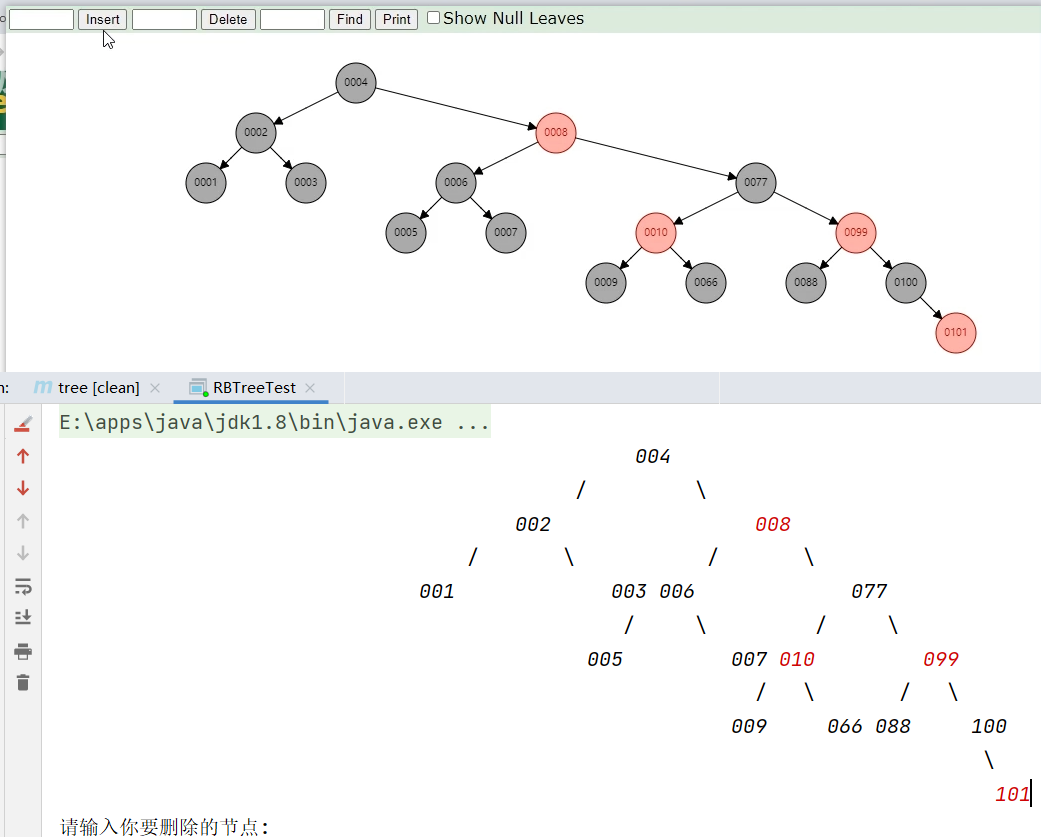 Insert Delete Find Print Show Null Leaves
0004
0002 0008
0001 0003 0006 0077
0005 0007 0010 0099
0009 0066 0088 0100
0101
n: tree [clean] RBTreeTest
E:\apps\java\jdk1.8\bin\java.exe ...
004
/ \
002 008
/ \ / \
001 003 006 077
/ \ / \
005 007 010 099
/ \ / \
009 066 088 100
\
101
请输入你要删除的节点: